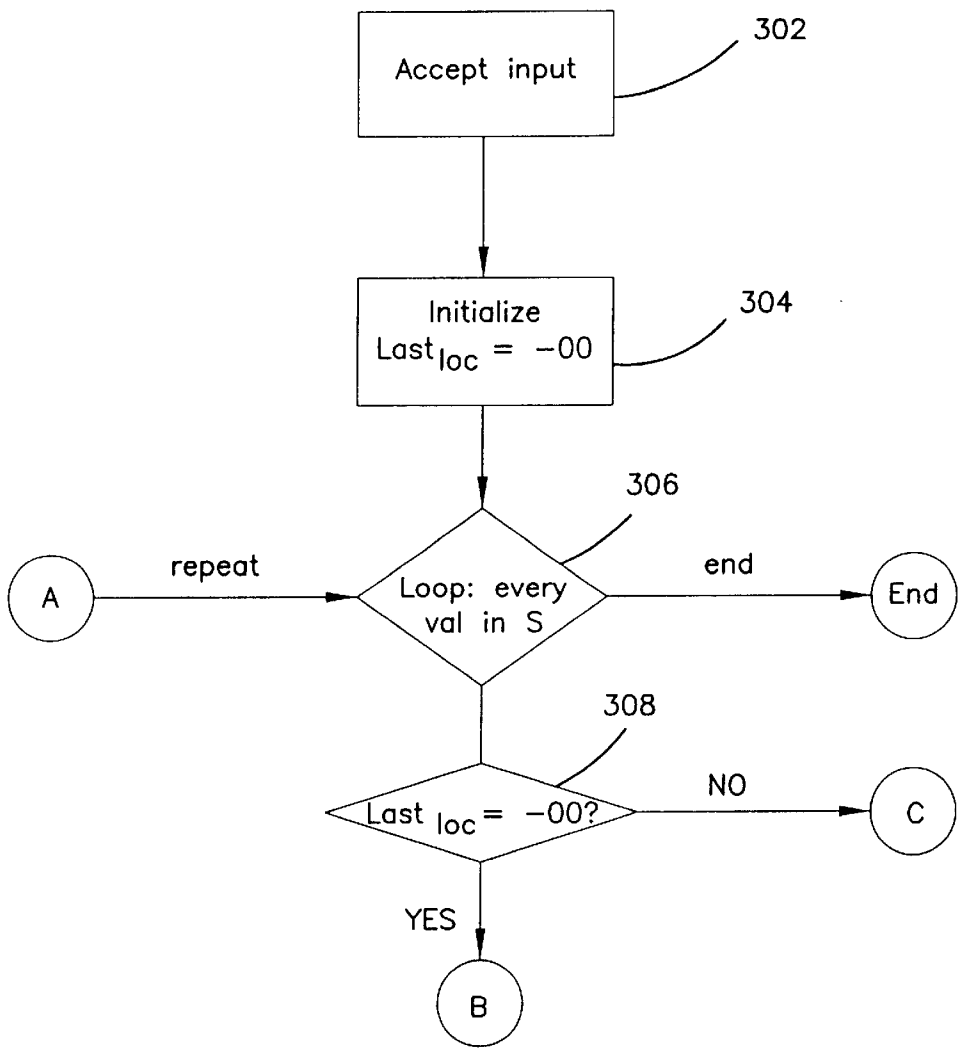 302
Accept input
304
Initialize
Last loc = -00
306
repeat
end
A
Loop: every
val in S
End
308
NO
Last loc = -00?
C
YES
B